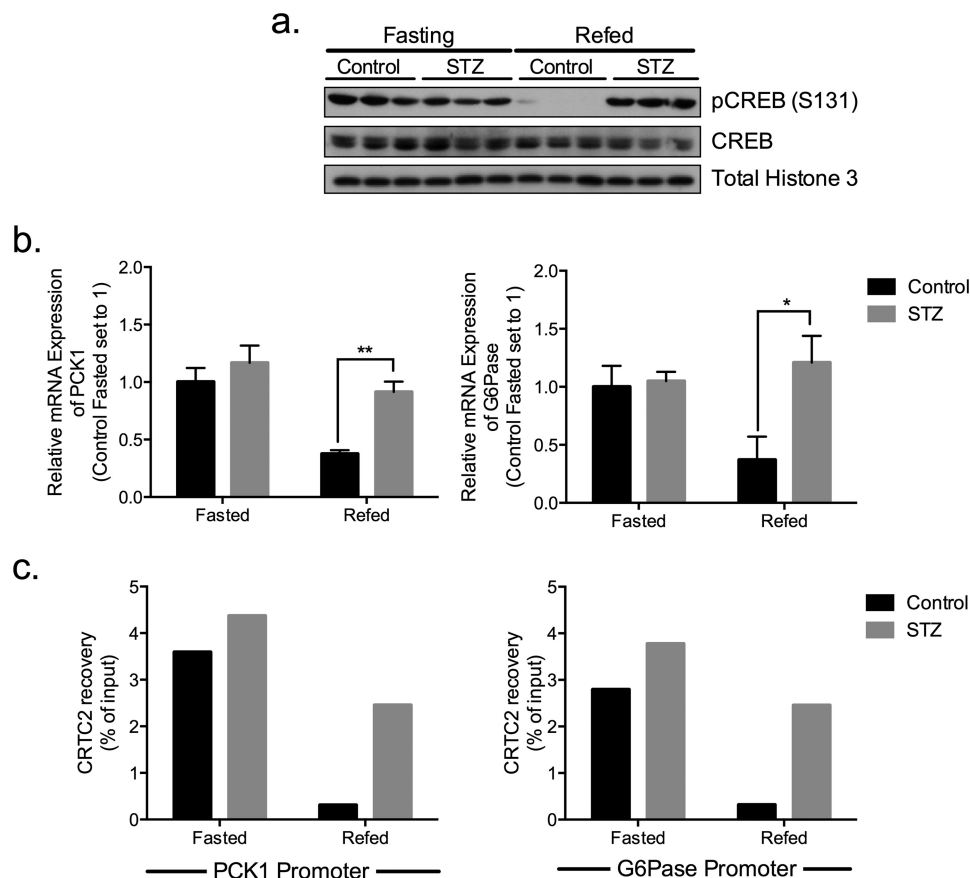 a.
Fasting Refed
Control STZ Control STZ
pCREB (S131)
CREB
Total Histone 3
b.
Relative mRNA Expression
of PCK1
(Control Fasted set to 1)
2.0
1.5
1.0
0.5
0.0
**
Fasted Refed
Relative mRNA Expression
of G6Pase
(Control Fasted set to 1)
2.0
1.5
1.0
0.5
0.0
*
Fasted Refed
Control
STZ
c.
CRTC2 recovery
(% of input)
5
4
3
2
1
0
Fasted Refed
PCK1 Promoter
CRTC2 recovery
(% of input)
5
4
3
2
1
0
Fasted Refed
G6Pase Promoter
Control
STZ